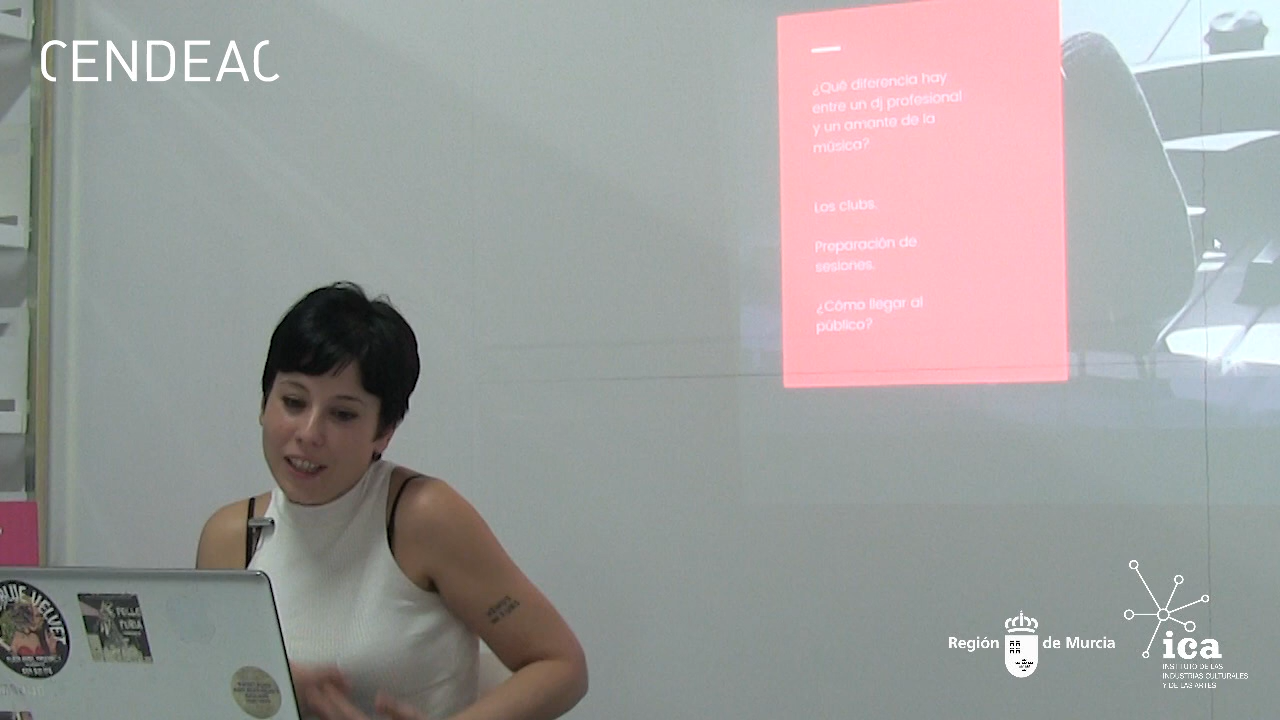 CENDEAC
¿Qué diferencia hay
entre un dj profesional
y un amante de la
música?
Los clubs.
Preparación de
sesiones.
¿Cómo llegar al
público?
Región de Murcia
ica
INSTITUTO DE LAS
INDUSTRIAS CULTURALES
Y DE LAS ARTES
VELVET